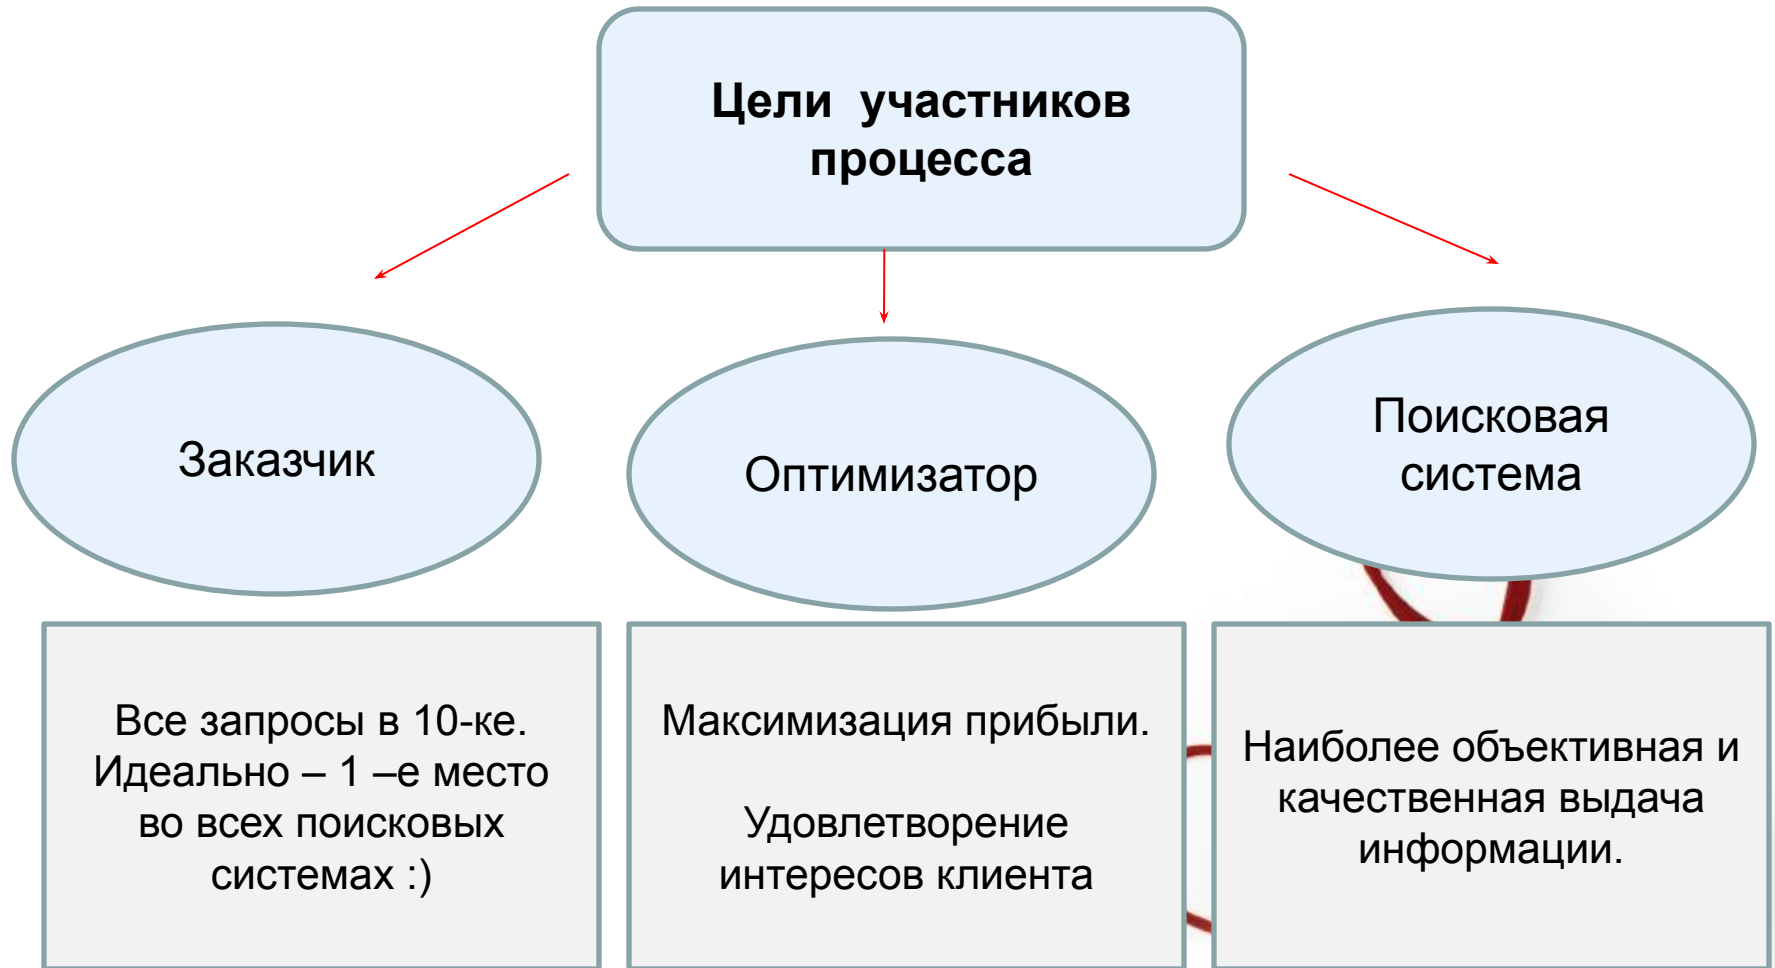 Цели участников
процесса
Заказчик
Оптимизатор
Поисковая
система
Все запросы в 10-ке.
Идеально – 1 –е место
во всех поисковых
системах :)
Максимизация прибыли.
Удовлетворение
интересов клиента
Наиболее объективная и
качественная выдача
информации.